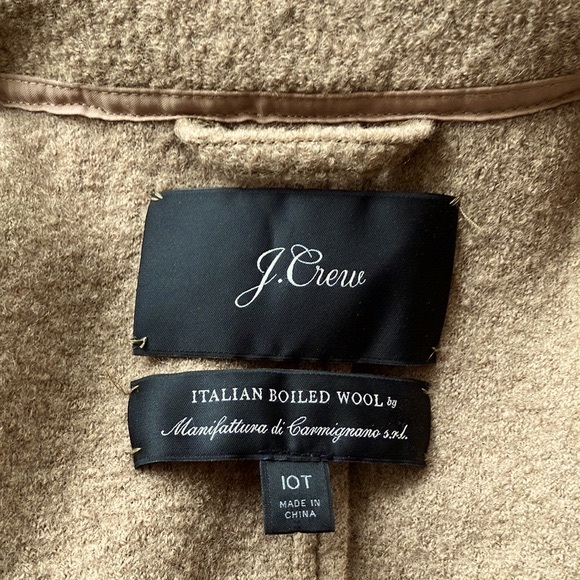 J.Crew
ITALIAN BOILED WOOL by
Manifattura di Carmignano s.r.l.
10T
MADE IN
CHINA